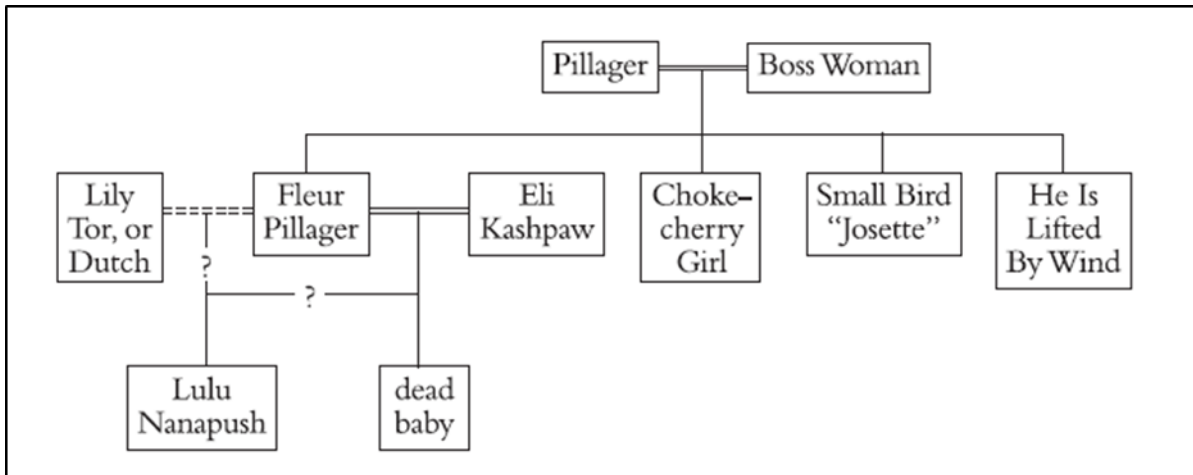 Pillager
Boss Woman
Lily
Tor, or
Dutch
Fleur
Pillager
Eli
Kashpaw
Choke–
cherry
Girl
Small Bird
“Josette”
He Is
Lifted
By Wind
?
?
Lulu
Nanapush
dead
baby